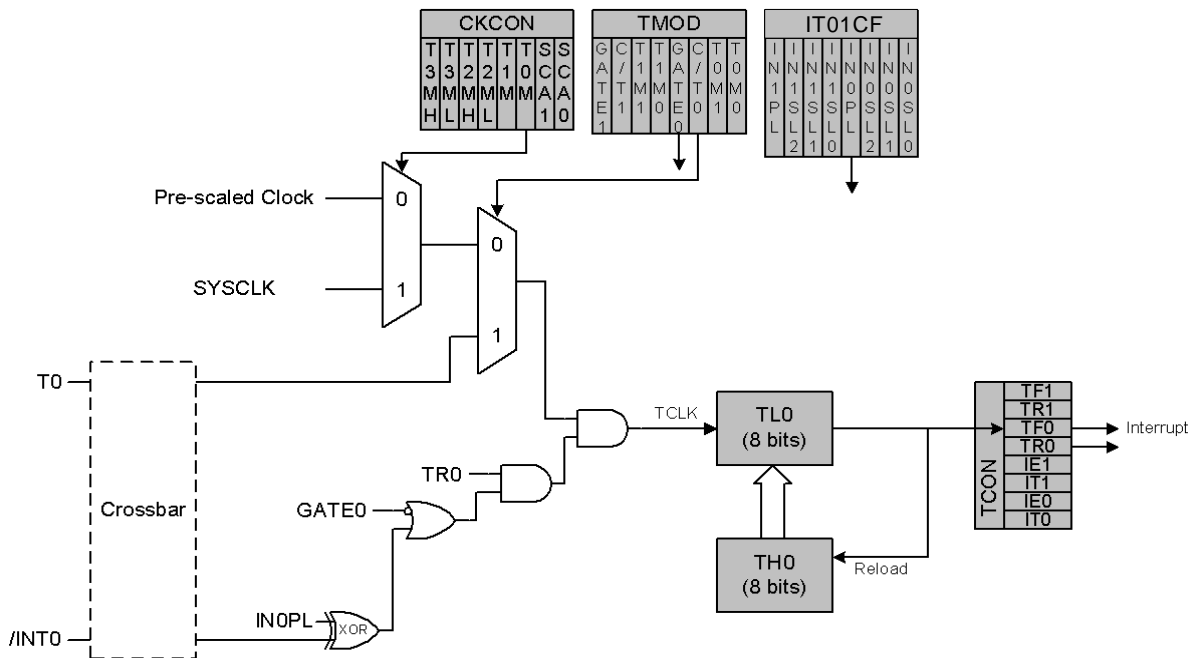 CKCON
T3MH T3ML T2MH T2ML T1M T0M SCA1 SCA0
TMOD
GATE1 C/T1 T1M1 T1M0 GATE0 C/T0 T0M1 T0M0
IT01CF
IN1PL IN1SL2 IN1SL1 IN1SL0 IN0PL IN0SL2 IN0SL1 IN0SL0
Pre-scaled Clock
0
0
SYSCLK
1
1
T0
TCLK
TL0
(8 bits)
TCON
TF1
TR1
TF0
TR0
IE1
IT1
IE0
IT0
Interrupt
TR0
GATE0
Crossbar
TH0
(8 bits)
Reload
IN0PL
XOR
/INT0